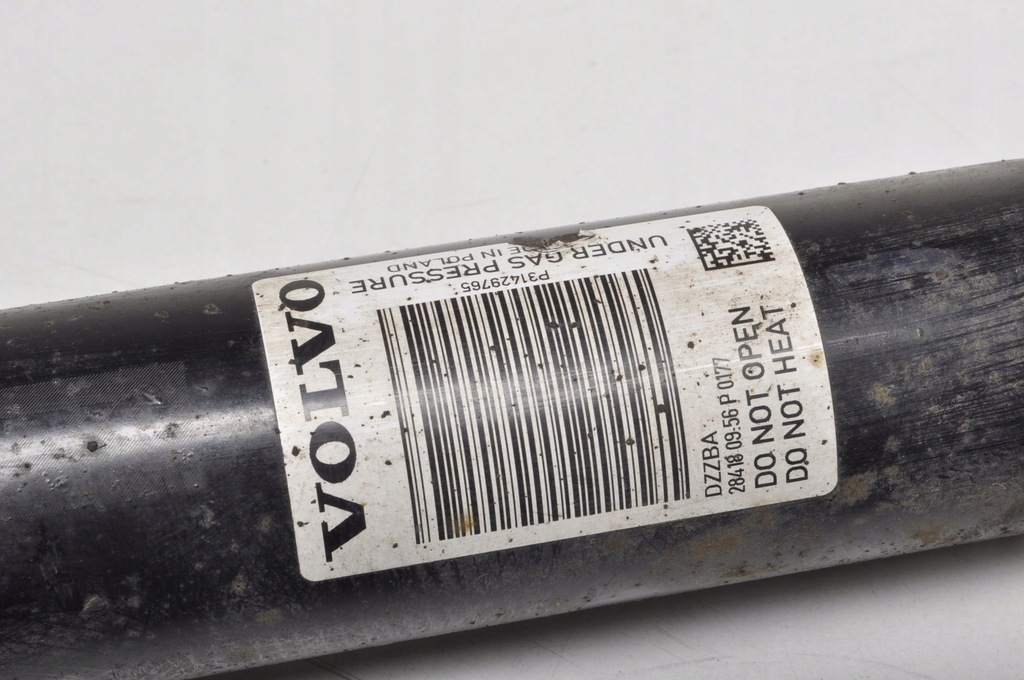 VOLVO
UNDER GAS PRESSURE
IN POLAND
P31429765
DZZBA
28418 09:56 P 0177
DO NOT OPEN
DO NOT HEAT